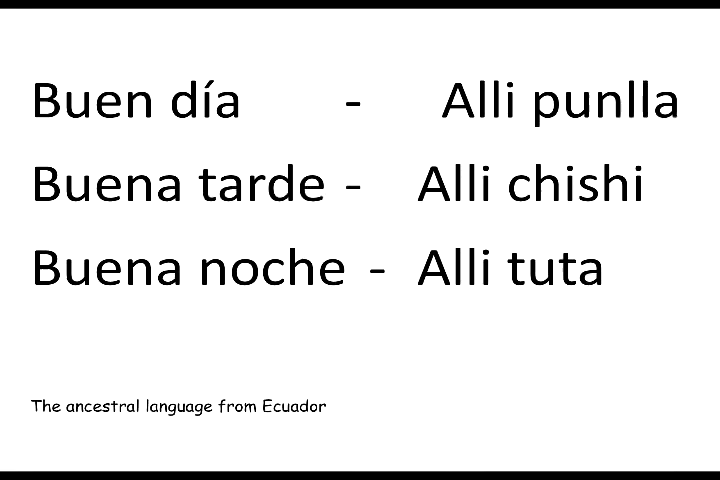 Buen día - Alli punlla
Buena tarde - Alli chishi
Buena noche - Alli tuta
The ancestral language from Ecuador